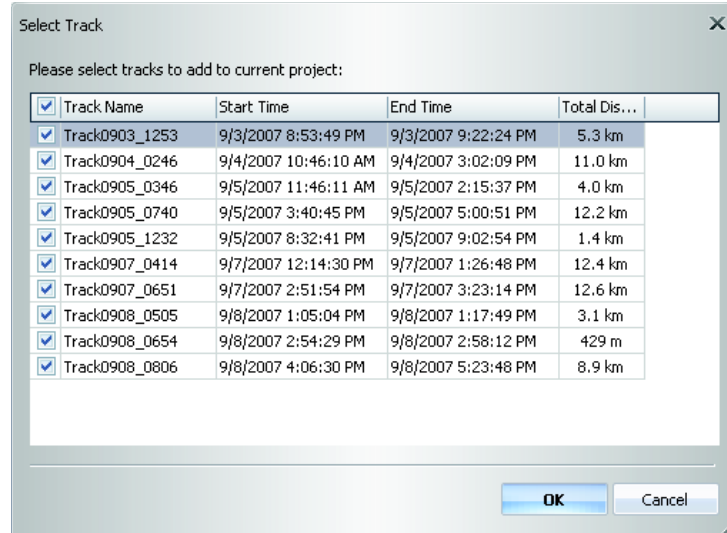 Select Track
Please select tracks to add to current project:
Track Name Start Time End Time Total Dis...
Track0903_1253 9/3/2007 8:53:49 PM 9/3/2007 9:22:24 PM 5.3 km
Track0904_0246 9/4/2007 10:46:10 AM 9/4/2007 3:02:09 PM 11.0 km
Track0905_0346 9/5/2007 11:46:11 AM 9/5/2007 2:15:37 PM 4.0 km
Track0905_0740 9/5/2007 3:40:45 PM 9/5/2007 5:00:51 PM 12.2 km
Track0905_1232 9/5/2007 8:32:41 PM 9/5/2007 9:02:54 PM 1.4 km
Track0907_0414 9/7/2007 12:14:30 PM 9/7/2007 1:26:48 PM 12.4 km
Track0907_0651 9/7/2007 2:51:54 PM 9/7/2007 3:23:14 PM 12.6 km
Track0908_0505 9/8/2007 1:05:04 PM 9/8/2007 1:17:49 PM 3.1 km
Track0908_0654 9/8/2007 2:54:29 PM 9/8/2007 2:58:12 PM 429 m
Track0908_0806 9/8/2007 4:06:30 PM 9/8/2007 5:23:48 PM 8.9 km
OK Cancel